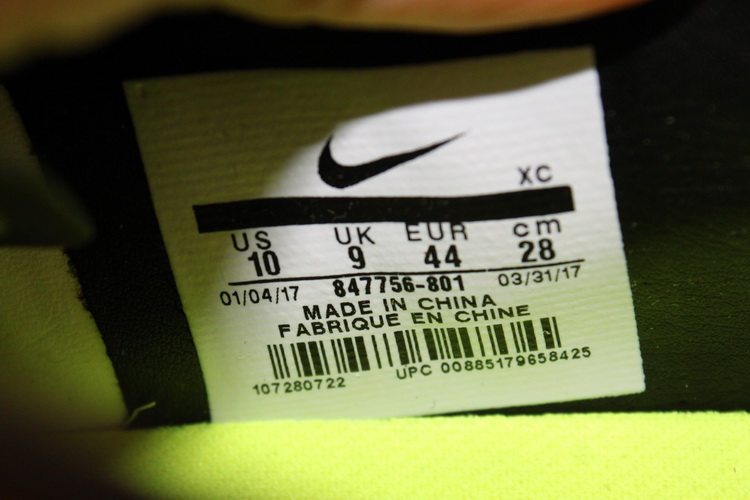 XC
US UK EUR cm
10 9 44 28
01/04/17 847756-801 03/31/17
MADE IN CHINA
FABRIQUE EN CHINE
107280722 UPC 00885179658425